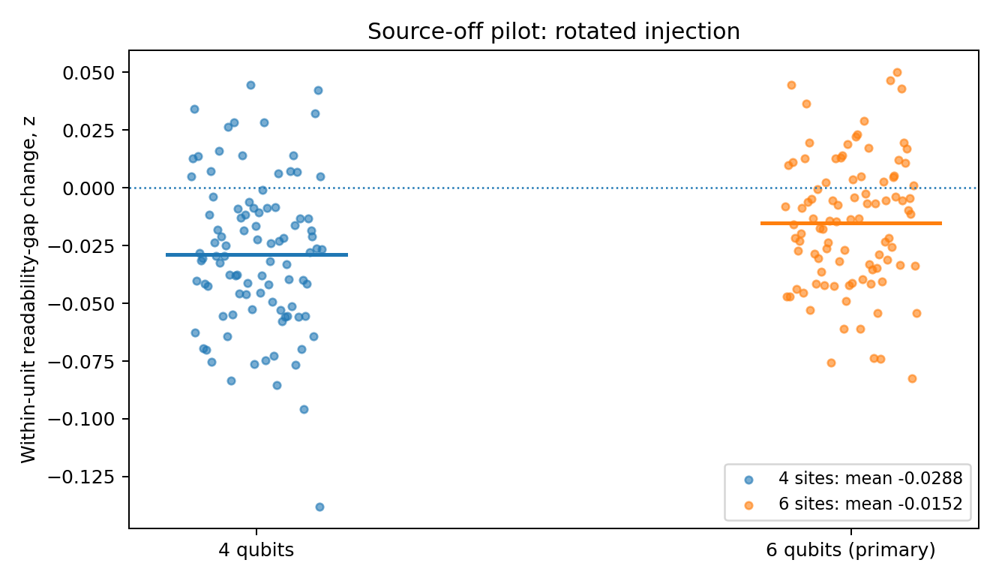 Source-off pilot: rotated injection
Within-unit readability-gap change, z
0.050
0.025
0.000
−0.025
−0.050
−0.075
−0.100
−0.125
4 sites: mean -0.0288
6 sites: mean -0.0152
4 qubits
6 qubits (primary)